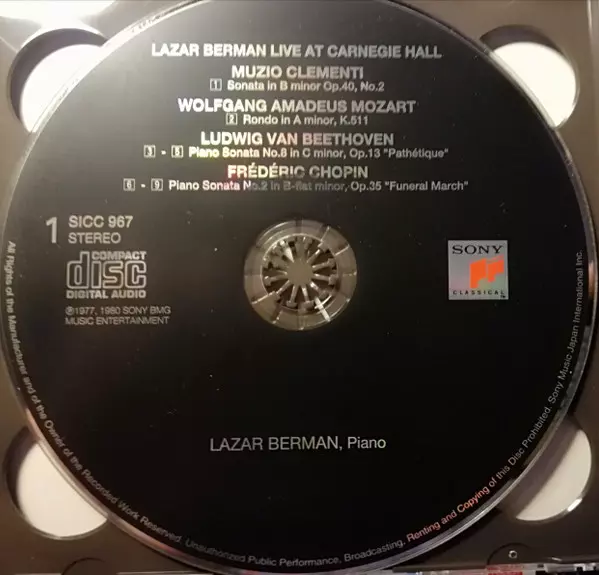 LAZAR BERMAN LIVE AT CARNEGIE HALL
MUZIO CLEMENTI
1 Sonata in B minor Op.40, No.2
WOLFGANG AMADEUS MOZART
2 Rondo in A minor, K.511
LUDWIG VAN BEETHOVEN
3 - 5 Piano Sonata No.8 in C minor, Op.13 "Pathétique"
FRÉDÉRIC CHOPIN
6 - 9 Piano Sonata No.2 in B-flat minor, Op.35 "Funeral March"
1 SICC 967
STEREO
COMPACT
disc
DIGITAL AUDIO
℗1977, 1980 SONY BMG
MUSIC ENTERTAINMENT
SONY
CLASSICAL
LAZAR BERMAN, Piano
All Rights of the Manufacturer and of the Owner of the Recorded Work Reserved. Unauthorized Public Performance, Broadcasting, Renting and Copying of this Disc Prohibited. Sony Music Japan International Inc.